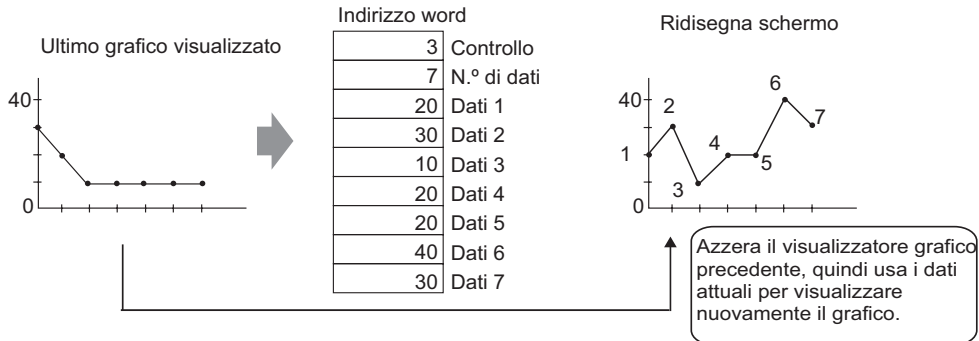 Ultimo grafico visualizzato
40
0
Indirizzo word
3 Controllo
7 N.º di dati
20 Dati 1
30 Dati 2
10 Dati 3
20 Dati 4
20 Dati 5
40 Dati 6
30 Dati 7
Ridisegna schermo
40
0
1
2
3
4
5
6
7
Azzera il visualizzatore grafico
precedente, quindi usa i dati
attuali per visualizzare
nuovamente il grafico.